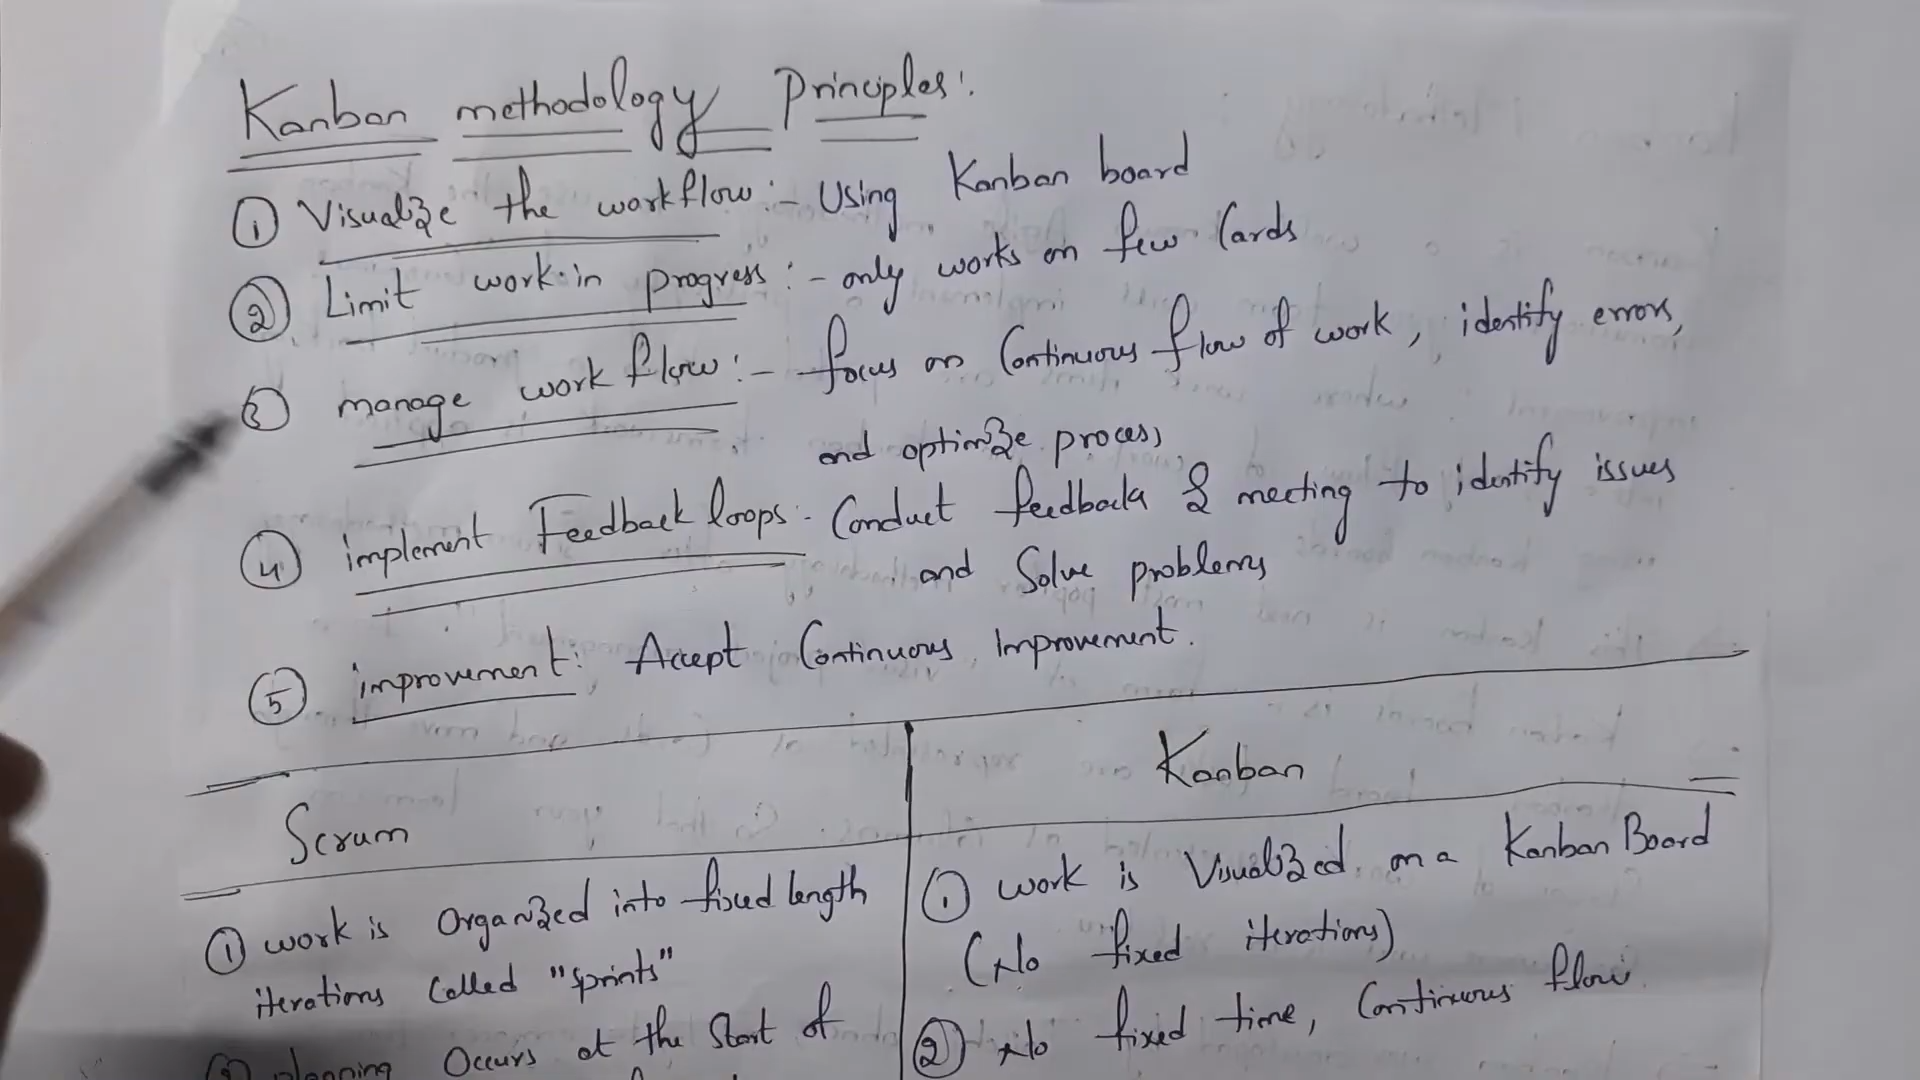 Kanban methodology Principles:
① Visualize the workflow:- Using Kanban board
② Limit work in progress:- only works on few Cards
③ manage work flow:- focus on Continuous flow of work, identify errors,
and optimize process
④ implement Feedback loops- Conduct feedback & meeting to identify issues
and Solve problems
⑤ improvement: Accept Continuous Improvement.
Scrum
Kanban
① work is Organized into fixed length
iterations Called "sprints"
② planning Occurs at the Start of
① work is Visualized on a Kanban Board
(No fixed iterations)
② No fixed time, Continuous flow